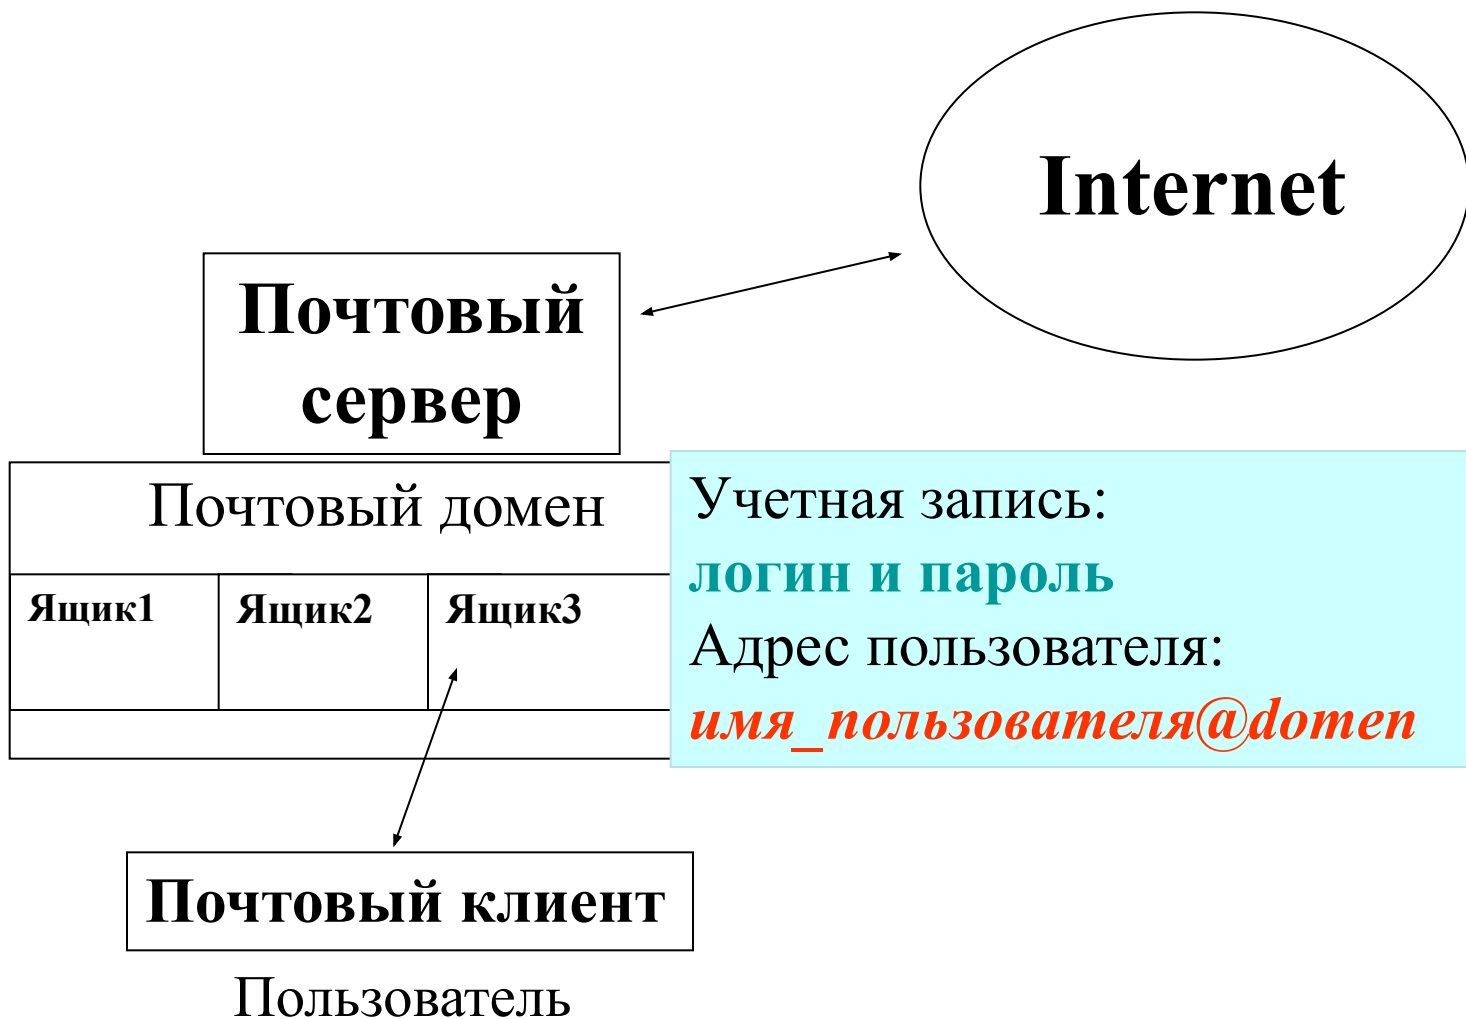 Internet
Почтовый
сервер
Почтовый домен
Ящик1
Ящик2
Ящик3
Учетная запись:
логин и пароль
Адрес пользователя:
имя_пользователя@domen
Почтовый клиент
Пользователь